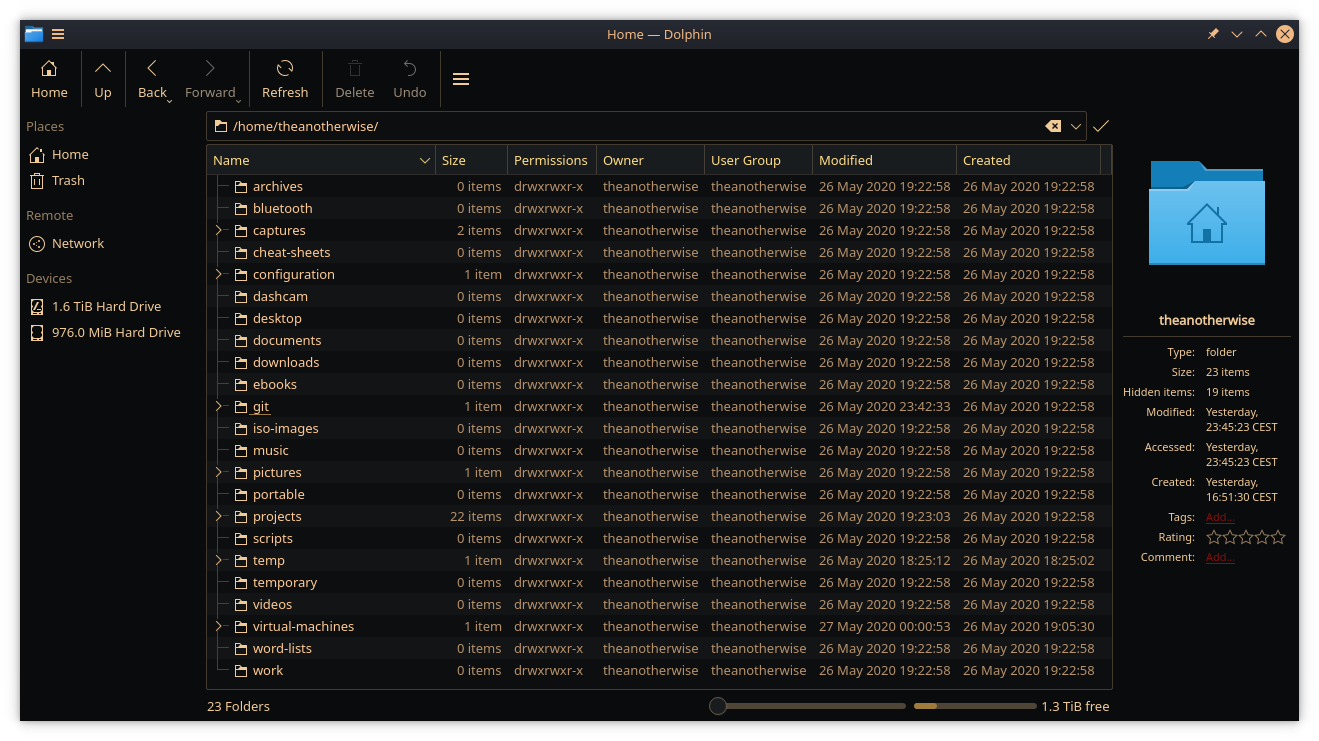 Home — Dolphin
Home Up Back Forward Refresh Delete Undo
Places
Home
Trash
Remote
Network
Devices
1.6 TiB Hard Drive
976.0 MiB Hard Drive
/home/theanotherwise/
Name Size Permissions Owner User Group Modified Created
archives 0 items drwxrwxr-x theanotherwise theanotherwise 26 May 2020 19:22:58 26 May 2020 19:22:58
bluetooth 0 items drwxrwxr-x theanotherwise theanotherwise 26 May 2020 19:22:58 26 May 2020 19:22:58
captures 2 items drwxrwxr-x theanotherwise theanotherwise 26 May 2020 19:22:58 26 May 2020 19:22:58
cheat-sheets 0 items drwxrwxr-x theanotherwise theanotherwise 26 May 2020 19:22:58 26 May 2020 19:22:58
configuration 1 item drwxrwxr-x theanotherwise theanotherwise 26 May 2020 19:22:58 26 May 2020 19:22:58
dashcam 0 items drwxrwxr-x theanotherwise theanotherwise 26 May 2020 19:22:58 26 May 2020 19:22:58
desktop 0 items drwxrwxr-x theanotherwise theanotherwise 26 May 2020 19:22:58 26 May 2020 19:22:58
documents 0 items drwxrwxr-x theanotherwise theanotherwise 26 May 2020 19:22:58 26 May 2020 19:22:58
downloads 0 items drwxrwxr-x theanotherwise theanotherwise 26 May 2020 19:22:58 26 May 2020 19:22:58
ebooks 0 items drwxrwxr-x theanotherwise theanotherwise 26 May 2020 19:22:58 26 May 2020 19:22:58
git 1 item drwxrwxr-x theanotherwise theanotherwise 26 May 2020 23:42:33 26 May 2020 19:22:58
iso-images 0 items drwxrwxr-x theanotherwise theanotherwise 26 May 2020 19:22:58 26 May 2020 19:22:58
music 0 items drwxrwxr-x theanotherwise theanotherwise 26 May 2020 19:22:58 26 May 2020 19:22:58
pictures 1 item drwxrwxr-x theanotherwise theanotherwise 26 May 2020 19:22:58 26 May 2020 19:22:58
portable 0 items drwxrwxr-x theanotherwise theanotherwise 26 May 2020 19:22:58 26 May 2020 19:22:58
projects 22 items drwxrwxr-x theanotherwise theanotherwise 26 May 2020 19:23:03 26 May 2020 19:22:58
scripts 0 items drwxrwxr-x theanotherwise theanotherwise 26 May 2020 19:22:58 26 May 2020 19:22:58
temp 1 item drwxrwxr-x theanotherwise theanotherwise 26 May 2020 18:25:12 26 May 2020 18:25:02
temporary 0 items drwxrwxr-x theanotherwise theanotherwise 26 May 2020 19:22:58 26 May 2020 19:22:58
videos 0 items drwxrwxr-x theanotherwise theanotherwise 26 May 2020 19:22:58 26 May 2020 19:22:58
virtual-machines 1 item drwxrwxr-x theanotherwise theanotherwise 27 May 2020 00:00:53 26 May 2020 19:05:30
word-lists 0 items drwxrwxr-x theanotherwise theanotherwise 26 May 2020 19:22:58 26 May 2020 19:22:58
work 0 items drwxrwxr-x theanotherwise theanotherwise 26 May 2020 19:22:58 26 May 2020 19:22:58
23 Folders
1.3 TiB free
theanotherwise
Type: folder
Size: 23 items
Hidden items: 19 items
Modified: Yesterday,
23:45:23 CEST
Accessed: Yesterday,
23:45:23 CEST
Created: Yesterday,
16:51:30 CEST
Tags: Add...
Rating:
Comment: Add...